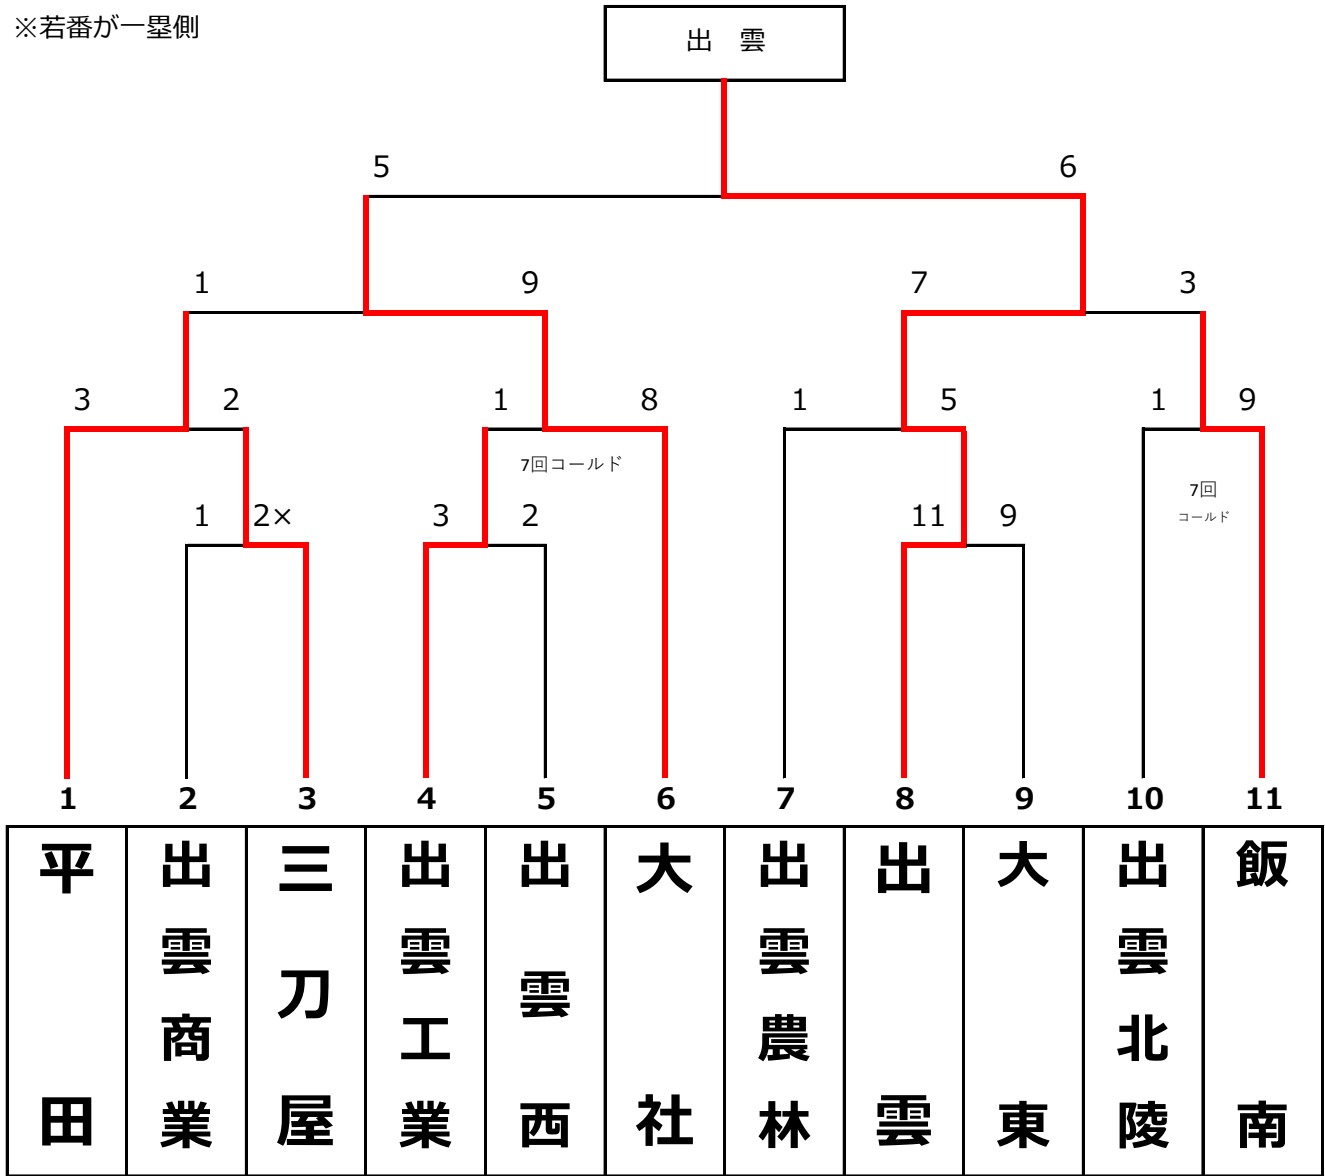 ※若番が一塁側
出　雲
5 6
1 9 7 3
3 2 1 8 1 5 1 9
7回コールド
7回
コールド
1 2× 3 2 11 9
1 2 3 4 5 6 7 8 9 10 11
平田
出雲商業
三刀屋
出雲工業
出雲西
大社
出雲農林
出雲
大東
出雲北陵
飯南